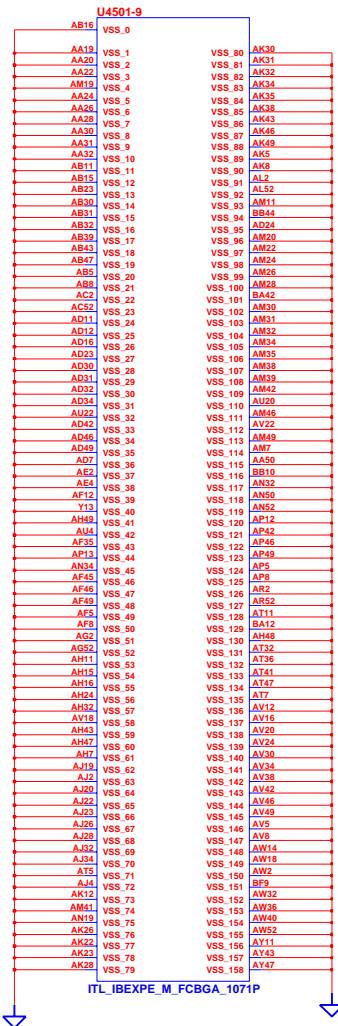 U4501-9
AB16 VSS_0
AA19 VSS_1 VSS_80 AK30
AA20 VSS_2 VSS_81 AK31
AA22 VSS_3 VSS_82 AK32
AM19 VSS_4 VSS_83 AK34
AA24 VSS_5 VSS_84 AK35
AA26 VSS_6 VSS_85 AK38
AA28 VSS_7 VSS_86 AK43
AA30 VSS_8 VSS_87 AK46
AA31 VSS_9 VSS_88 AK49
AA32 VSS_10 VSS_89 AK5
AB11 VSS_11 VSS_90 AK8
AB15 VSS_12 VSS_91 AL2
AB23 VSS_13 VSS_92 AL52
AB30 VSS_14 VSS_93 AM11
AB31 VSS_15 VSS_94 BB44
AB32 VSS_16 VSS_95 AD24
AB39 VSS_17 VSS_96 AM20
AB43 VSS_18 VSS_97 AM22
AB47 VSS_19 VSS_98 AM24
AB5 VSS_20 VSS_99 AM26
AB8 VSS_21 VSS_100 AM28
AC2 VSS_22 VSS_101 BA42
AC52 VSS_23 VSS_102 AM30
AD11 VSS_24 VSS_103 AM31
AD12 VSS_25 VSS_104 AM32
AD16 VSS_26 VSS_105 AM34
AD23 VSS_27 VSS_106 AM35
AD30 VSS_28 VSS_107 AM38
AD31 VSS_29 VSS_108 AM39
AD32 VSS_30 VSS_109 AM42
AD34 VSS_31 VSS_110 AU20
AU22 VSS_32 VSS_111 AM46
AD42 VSS_33 VSS_112 AV22
AD46 VSS_34 VSS_113 AM49
AD49 VSS_35 VSS_114 AM7
AD7 VSS_36 VSS_115 AA50
AE2 VSS_37 VSS_116 BB10
AE4 VSS_38 VSS_117 AN32
AF12 VSS_39 VSS_118 AN50
Y13 VSS_40 VSS_119 AN52
AH49 VSS_41 VSS_120 AP12
AU4 VSS_42 VSS_121 AP42
AF35 VSS_43 VSS_122 AP46
AP13 VSS_44 VSS_123 AP49
AN34 VSS_45 VSS_124 AP5
AF45 VSS_46 VSS_125 AP8
AF46 VSS_47 VSS_126 AR2
AF49 VSS_48 VSS_127 AR52
AF5 VSS_49 VSS_128 AT11
AF8 VSS_50 VSS_129 BA12
AG2 VSS_51 VSS_130 AH48
AG52 VSS_52 VSS_131 AT32
AH11 VSS_53 VSS_132 AT36
AH15 VSS_54 VSS_133 AT41
AH16 VSS_55 VSS_134 AT47
AH24 VSS_56 VSS_135 AT7
AH32 VSS_57 VSS_136 AV12
AV18 VSS_58 VSS_137 AV16
AH43 VSS_59 VSS_138 AV20
AH47 VSS_60 VSS_139 AV24
AH7 VSS_61 VSS_140 AV30
AJ19 VSS_62 VSS_141 AV34
AJ2 VSS_63 VSS_142 AV38
AJ20 VSS_64 VSS_143 AV42
AJ22 VSS_65 VSS_144 AV46
AJ23 VSS_66 VSS_145 AV49
AJ26 VSS_67 VSS_146 AV5
AJ28 VSS_68 VSS_147 AV8
AJ32 VSS_69 VSS_148 AW14
AJ34 VSS_70 VSS_149 AW18
AT5 VSS_71 VSS_150 AW2
AJ4 VSS_72 VSS_151 BF9
AK12 VSS_73 VSS_152 AW32
AM41 VSS_74 VSS_153 AW36
AN19 VSS_75 VSS_154 AW40
AK26 VSS_76 VSS_155 AW52
AK22 VSS_77 VSS_156 AY11
AK23 VSS_78 VSS_157 AY43
AK28 VSS_79 VSS_158 AY47
ITL_IBEXPE_M_FCBGA_1071P